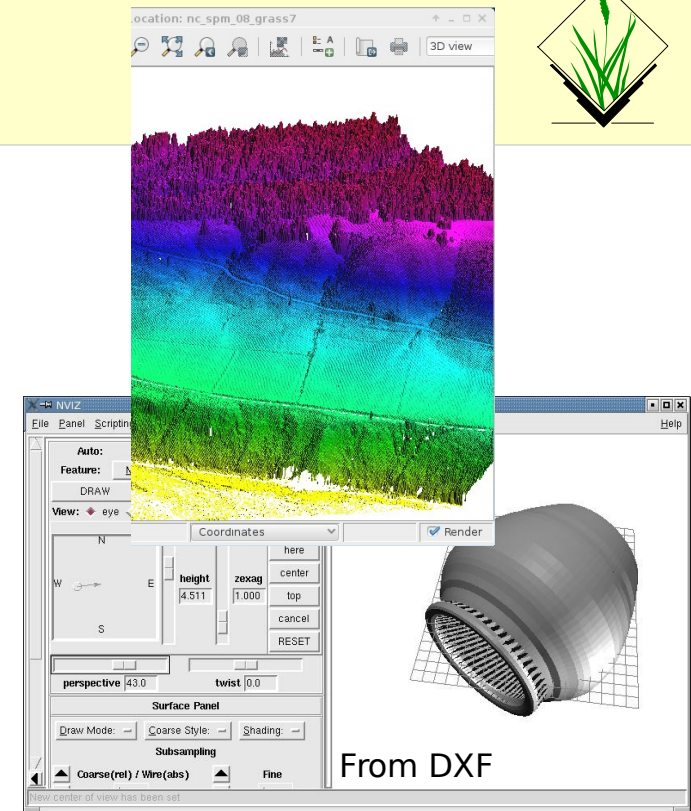 ocation: nc_spm_08_grass7
3D view
Coordinates
Render
NVIZ
File Panel Scripting
Help
Auto:
Feature:
DRAW
View: eye
N
W E
S
height
4.511
zexag
1.000
here
center
top
cancel
RESET
perspective 43.0
twist 0.0
Surface Panel
Draw Mode: Coarse Style: Shading:
Subsampling
Coarse(rel) / Wire(abs) Fine
New center of view has been set
From DXF